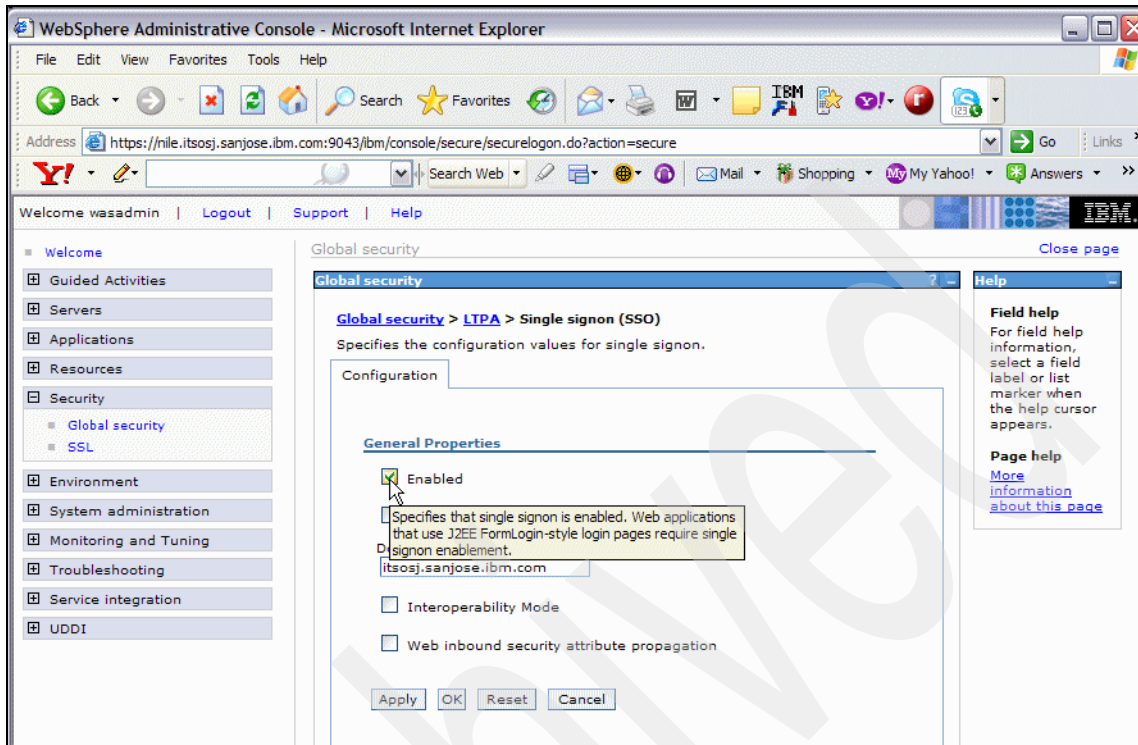 WebSphere Administrative Console - Microsoft Internet Explorer
File Edit View Favorites Tools Help
Back Search Favorites IBM
Address https://nile.itsosj.sanjose.ibm.com:9043/ibm/console/secure/securelogon.do?action=secure Go Links »
Y! Search Web Mail Shopping My Yahoo! Answers »
Welcome wasadmin | Logout | Support | Help IBM.
Welcome
Guided Activities
Servers
Applications
Resources
Security
Global security
SSL
Environment
System administration
Monitoring and Tuning
Troubleshooting
Service integration
UDDI
Global security Close page
Global security ? –
Global security > LTPA > Single signon (SSO)
Specifies the configuration values for single signon.
Configuration
General Properties
Enabled
Specifies that single signon is enabled. Web applications
that use J2EE FormLogin-style login pages require single
signon enablement.
itsosj.sanjose.ibm.com
Interoperability Mode
Web inbound security attribute propagation
Apply OK Reset Cancel
Help –
Field help
For field help
information,
select a field
label or list
marker when
the help cursor
appears.
Page help
More
information
about this page